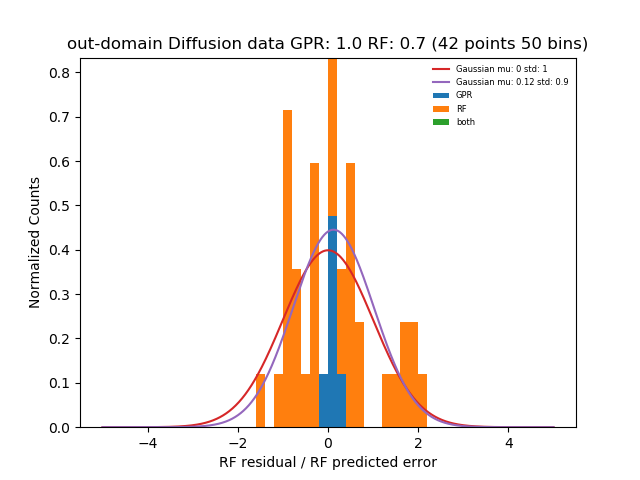 out-domain Diffusion data GPR: 1.0 RF: 0.7 (42 points 50 bins)
Gaussian mu: 0 std: 1
Gaussian mu: 0.12 std: 0.9
GPR
RF
both
Normalized Counts
0.8
0.7
0.6
0.5
0.4
0.3
0.2
0.1
0.0
−4
−2
0
2
4
RF residual / RF predicted error